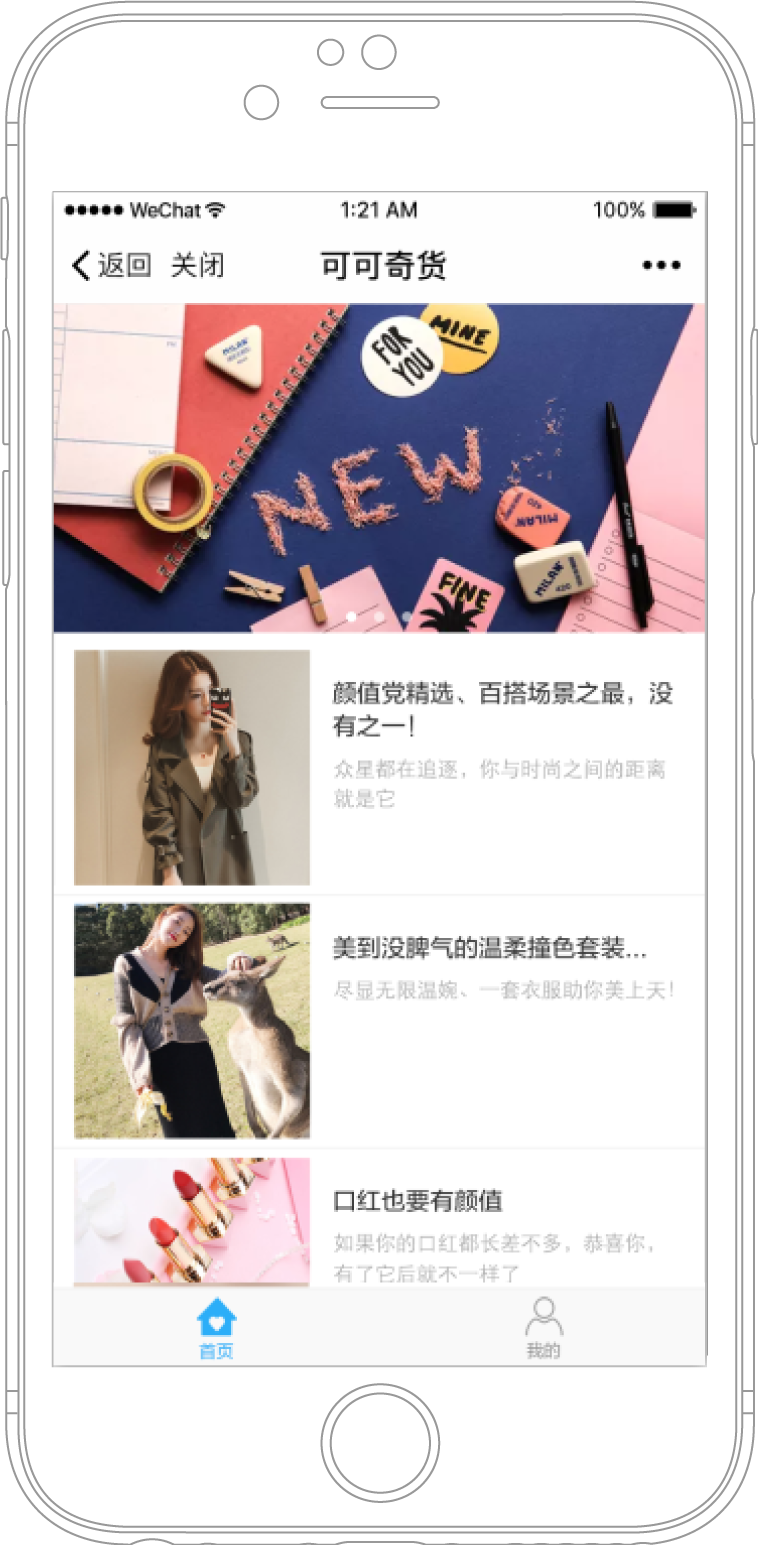 ●●●●● WeChat 1:21 AM 100%
返回 关闭 可可奇货 •••
MILAN
FOR YOU
MINE
NEW
MILAN 420
MILAN 420
FINE
颜值党精选、百搭场景之最，没
有之一！
众星都在追逐，你与时尚之间的距离
就是它
美到没脾气的温柔撞色套装...
尽显无限温婉、一套衣服助你美上天！
口红也要有颜值
如果你的口红都长差不多，恭喜你，
有了它后就不一样了
首页 我的